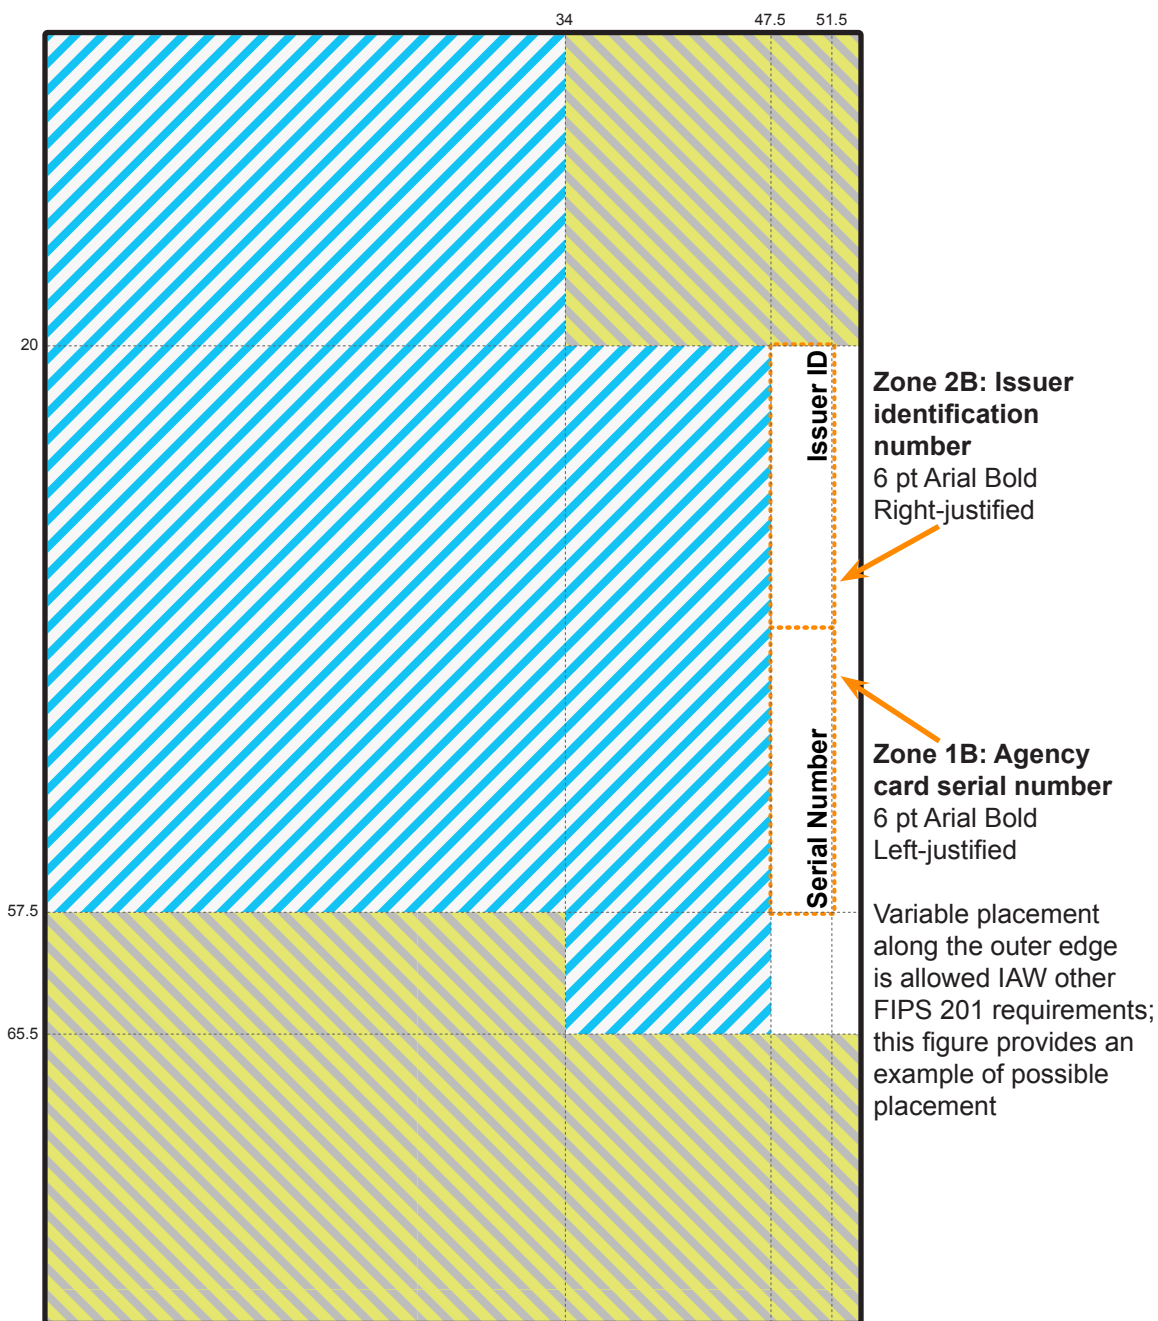 34
47.5
51.5
20
57.5
65.5
Issuer ID
Serial Number
Zone 2B: Issuer
identification
number
6 pt Arial Bold
Right-justified
Zone 1B: Agency
card serial number
6 pt Arial Bold
Left-justified
Variable placement
along the outer edge
is allowed IAW other
FIPS 201 requirements;
this figure provides an
example of possible
placement